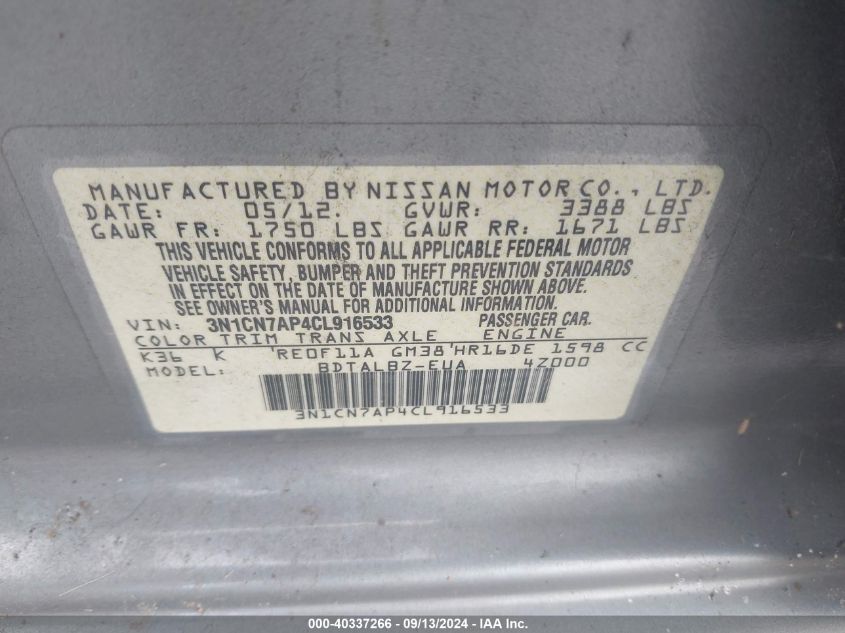 MANUFACTURED BY NISSAN MOTOR CO., LTD.
DATE: 05/12. GVWR: 3388 LBS
GAWR FR: 1750 LBS GAWR RR: 1671 LBS
THIS VEHICLE CONFORMS TO ALL APPLICABLE FEDERAL MOTOR
VEHICLE SAFETY, BUMPER AND THEFT PREVENTION STANDARDS
IN EFFECT ON THE DATE OF MANUFACTURE SHOWN ABOVE.
SEE OWNER'S MANUAL FOR ADDITIONAL INFORMATION.
VIN: 3N1CN7AP4CL916533 PASSENGER CAR.
COLOR TRIM TRANS AXLE ENGINE
K36 K 'RE0F11A GM38'HR16DE 1598 CC
MODEL: BDTALBZ-EUA 4Z000
3N1CN7AP4CL916533
000-40337266 - 09/13/2024 - IAA Inc.